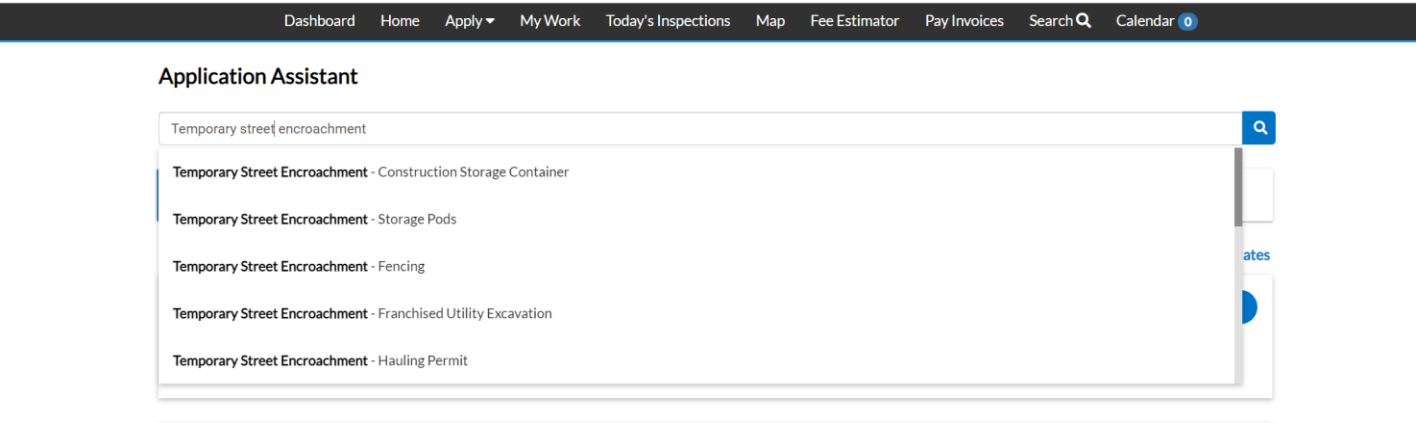 Dashboard Home Apply My Work Today's Inspections Map Fee Estimator Pay Invoices Search Calendar 0
Application Assistant
Temporary street encroachment
Temporary Street Encroachment - Construction Storage Container
Temporary Street Encroachment - Storage Pods
ates
Temporary Street Encroachment - Fencing
Temporary Street Encroachment - Franchised Utility Excavation
Temporary Street Encroachment - Hauling Permit